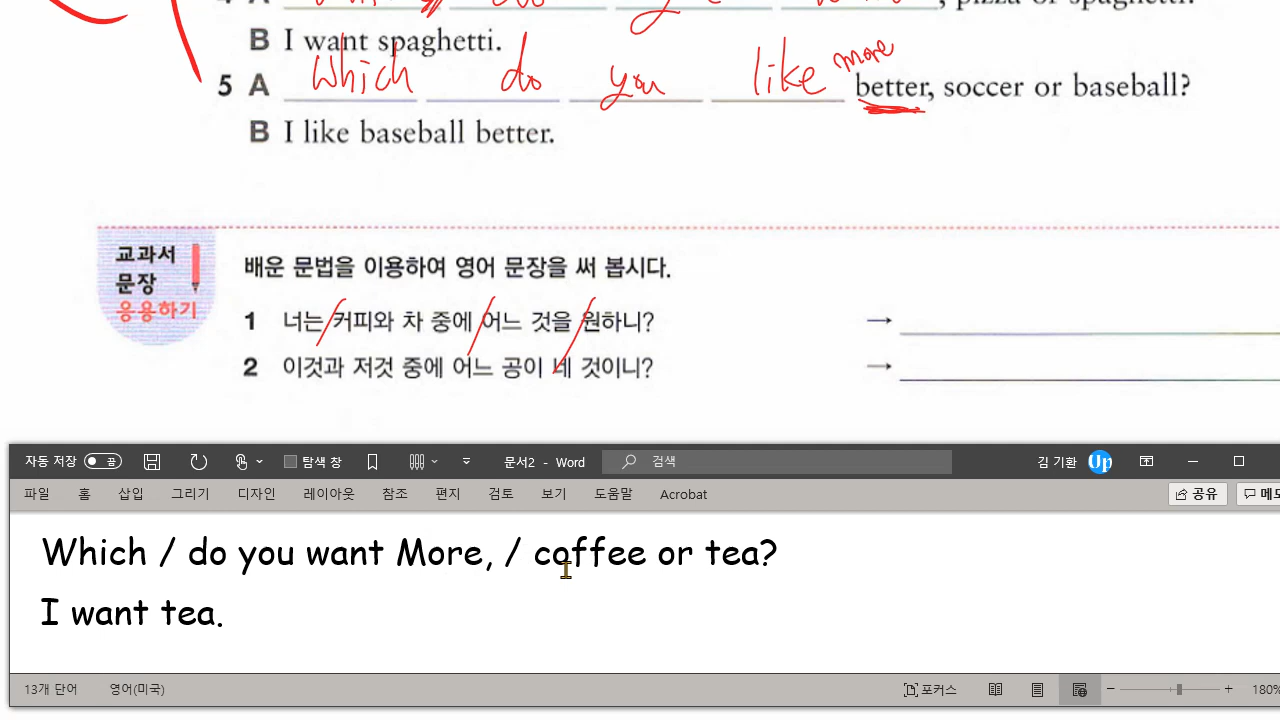 4 A do, pizza or spaghetti.
B I want spaghetti.
more
5 A Which do you like better, soccer or baseball?
B I like baseball better.
교과서
문장
응용하기
배운 문법을 이용하여 영어 문장을 써 봅시다.
1 너는 커피와 차 중에 어느 것을 원하니? →
2 이것과 저것 중에 어느 공이 네 것이니? →
자동 저장 끔 탐색 창 문서2 - Word 검색 김 기환 Up
파일 홈 삽입 그리기 디자인 레이아웃 참조 편지 검토 보기 도움말 Acrobat 공유
Which / do you want More, / coffee or tea?
I want tea.
13개 단어 영어(미국) 포커스 180%